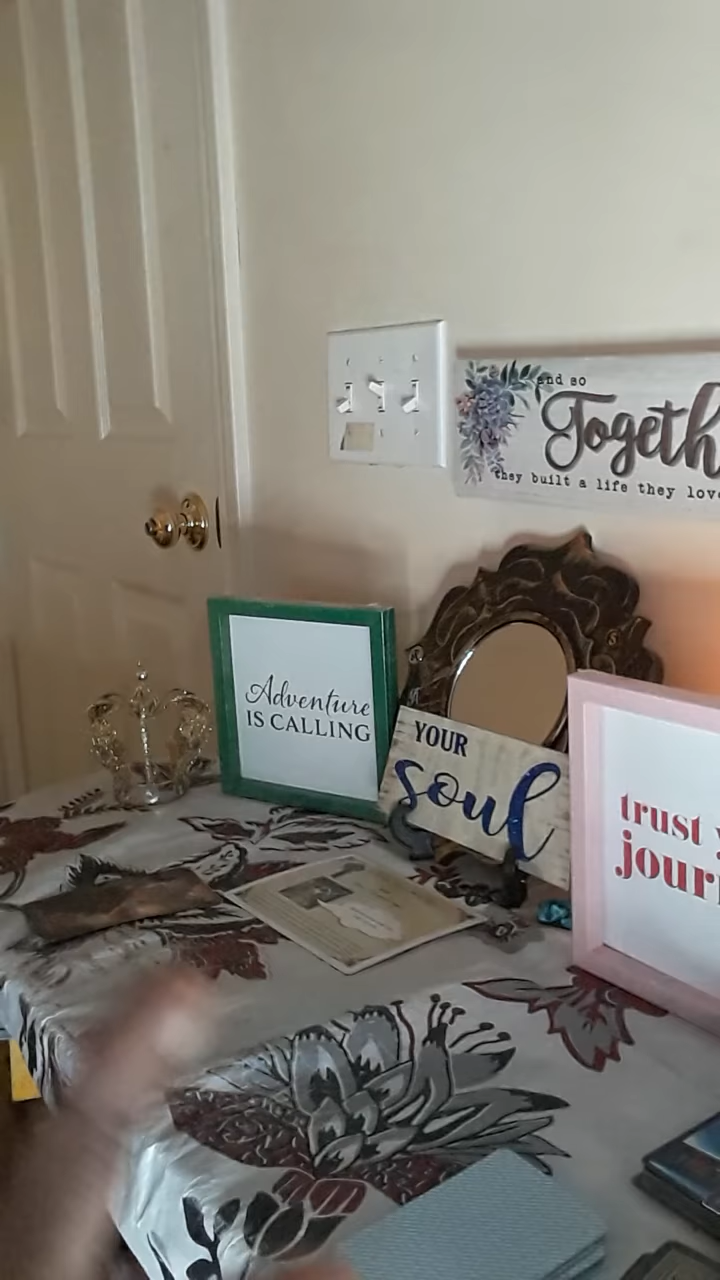 and so
Togeth
they built a life they love
Adventure
IS CALLING
YOUR
soul
trust
jour